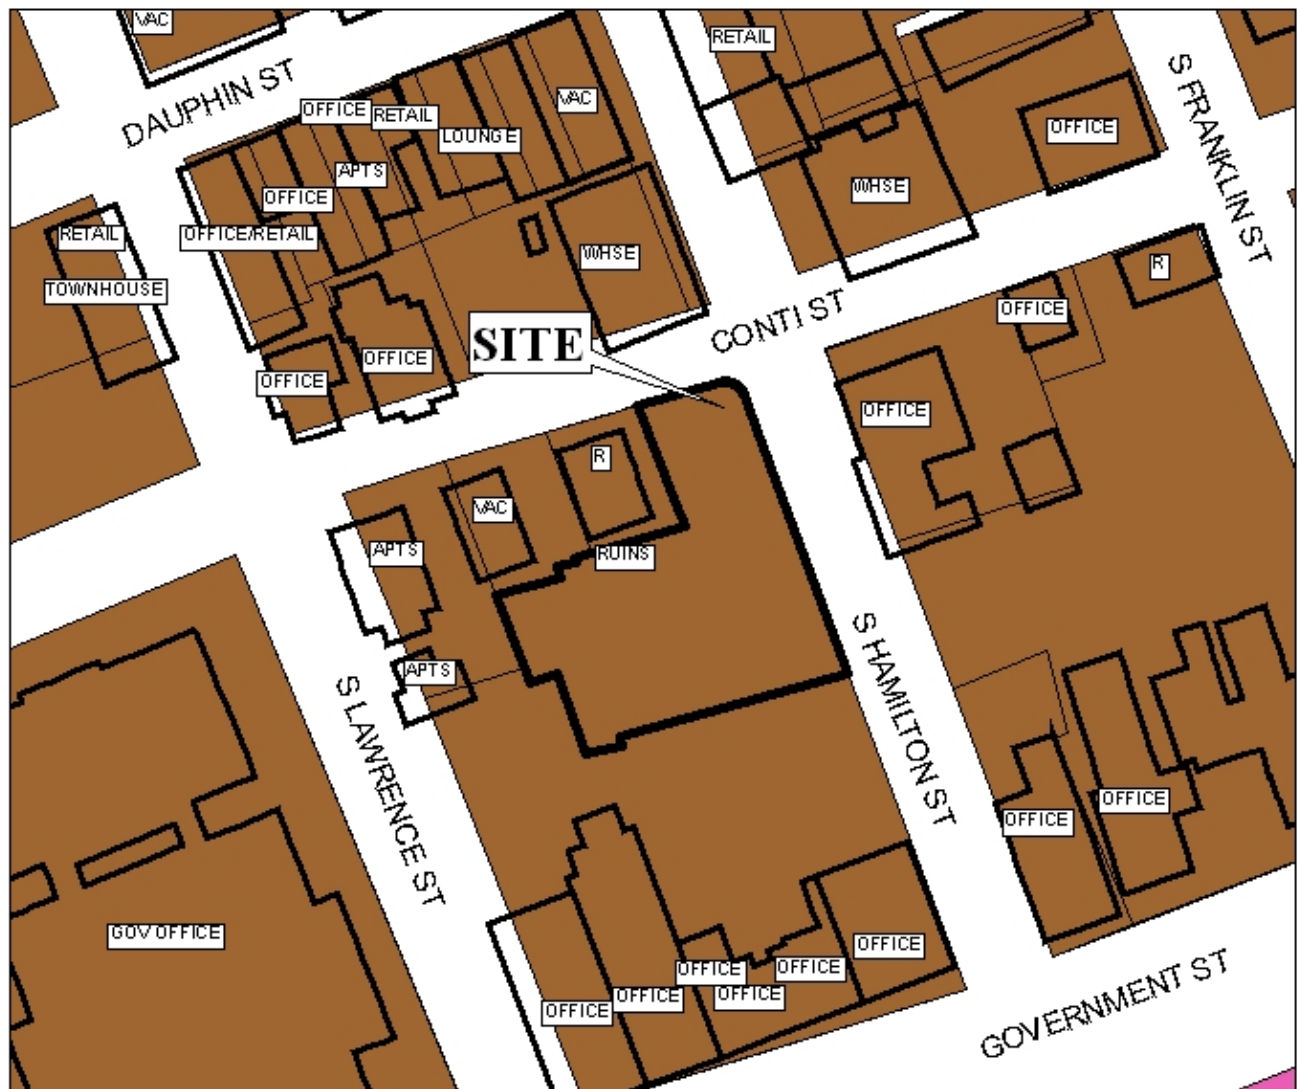 VAC
RETAIL
DAUPHIN ST
S FRANKLIN ST
OFFICE
RETAIL
VAC
LOUNGE
OFFICE
APTS
OFFICE
WHSE
OFFICE/RETAIL
RETAIL
TOWNHOUSE
WHSE
R
CONTI ST
OFFICE
SITE
OFFICE
OFFICE
OFFICE
R
VAC
APTS
RUINS
APTS
S HAMILTON ST
S LAWRENCE ST
OFFICE
OFFICE
GOV OFFICE
OFFICE
OFFICE
OFFICE
OFFICE
OFFICE
OFFICE
GOVERNMENT ST